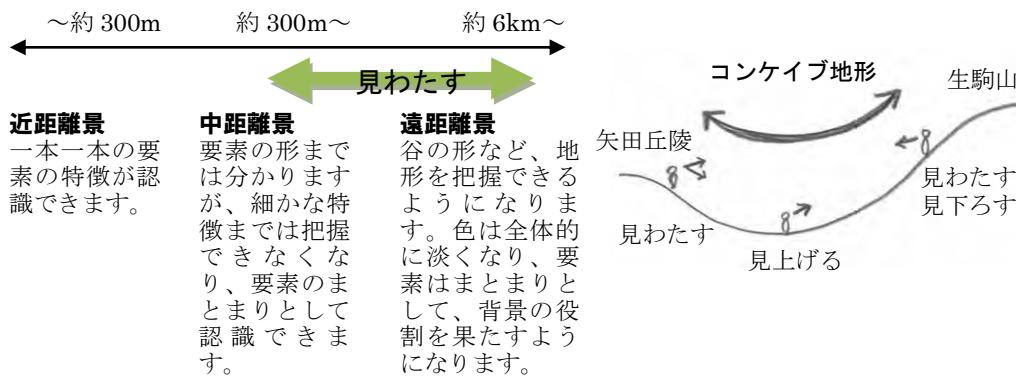 ～約 300m
約 300m～
約 6km～
見わたす
近距離景
一本一本の要
素の特徴が認
識できます。
中距離景
要素の形まで
は分かります
が、細かな特
徴までは把握
できなくな
り、要素のま
とまりとして
認識できま
す。
遠距離景
谷の形など、地
形を把握できる
ようになりま
す。色は全体的
に淡くなり、要
素はまとまりと
して、背景の役
割を果たすよう
になります。
コンケイブ地形
生駒山
矢田丘陵
見わたす
見上げる
見わたす
見下ろす